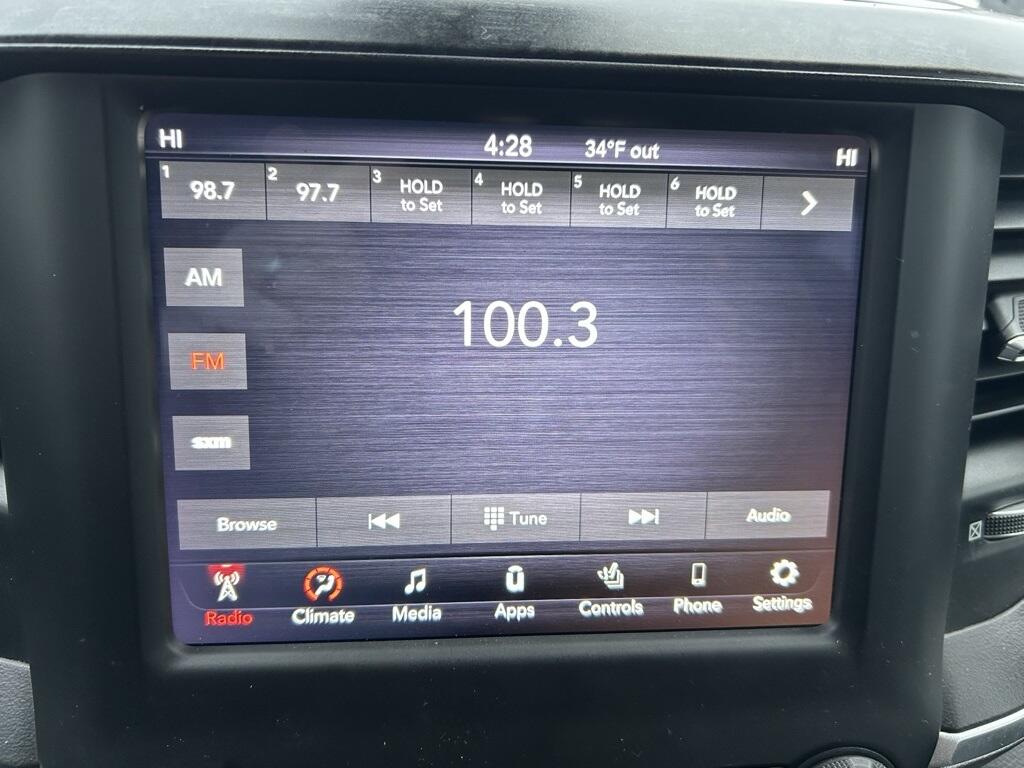 HI 4:28 34°F out HI
1 98.7 2 97.7 3 HOLD to Set 4 HOLD to Set 5 HOLD to Set 6 HOLD to Set
AM
100.3
FM
sxm
Browse Tune Audio
Radio Climate Media Apps Controls Phone Settings